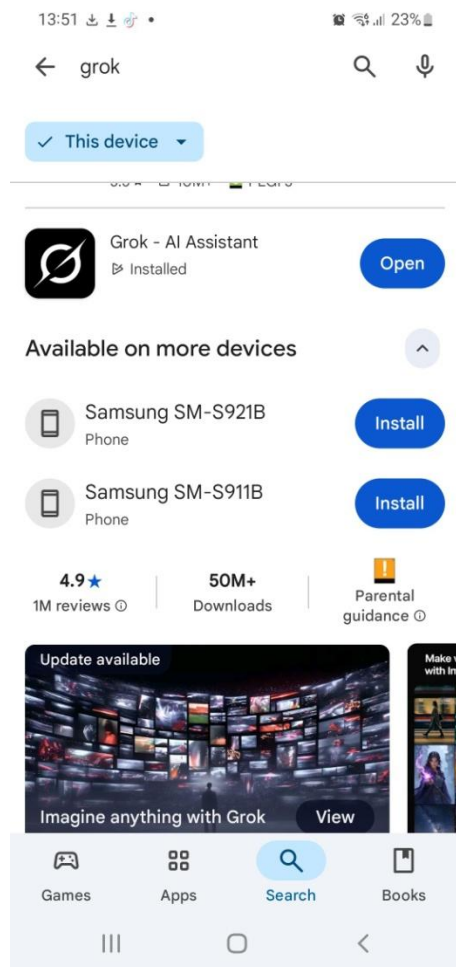 13:51
23%
grok
This device
Grok - AI Assistant
Installed
Open
Available on more devices
Samsung SM-S921B
Phone
Install
Samsung SM-S911B
Phone
Install
4.9★
1M reviews
50M+
Downloads
Parental
guidance
Update available
Imagine anything with Grok
View
Make
with
Games
Apps
Search
Books